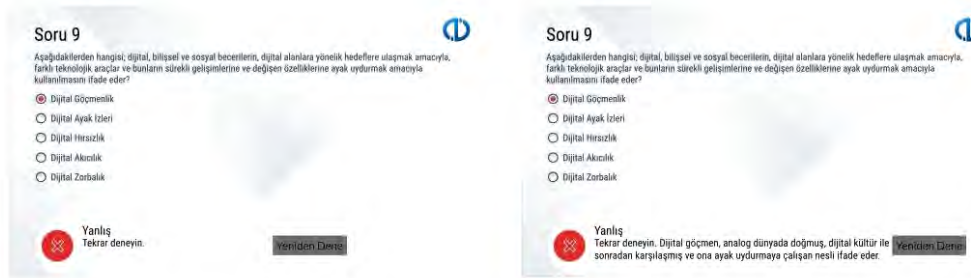 Soru 9
Aşağıdakilerden hangisi; dijital, bilişsel ve sosyal becerilerin, dijital alanlara yönelik hedeflere ulaşmak amacıyla,
farklı teknolojik araçlar ve bunların sürekli gelişimlerine ve değişen özelliklerine ayak uydurmak amacıyla
kullanılmasını ifade eder?
Dijital Göçmenlik
Dijital Ayak İzleri
Dijital Hırsızlık
Dijital Akıcılık
Dijital Zorbalık
Yanlış
Tekrar deneyin.
Yeniden Dene
Soru 9
Aşağıdakilerden hangisi; dijital, bilişsel ve sosyal becerilerin, dijital alanlara yönelik hedeflere ulaşmak amacıyla,
farklı teknolojik araçlar ve bunların sürekli gelişimlerine ve değişen özelliklerine ayak uydurmak amacıyla
kullanılmasını ifade eder?
Dijital Göçmenlik
Dijital Ayak İzleri
Dijital Hırsızlık
Dijital Akıcılık
Dijital Zorbalık
Yanlış
Tekrar deneyin. Dijital göçmen, analog dünyada doğmuş, dijital kültür ile
sonradan karşılaşmış ve ona ayak uydurmaya çalışan nesli ifade eder.
Yeniden Dene